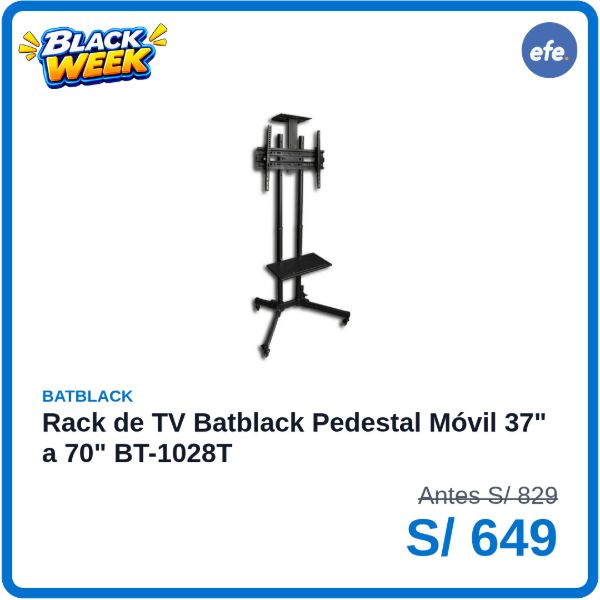 BLACK
WEEK
efe.
BATBLACK
Rack de TV Batblack Pedestal Móvil 37"
a 70" BT-1028T
Antes S/ 829
S/ 649